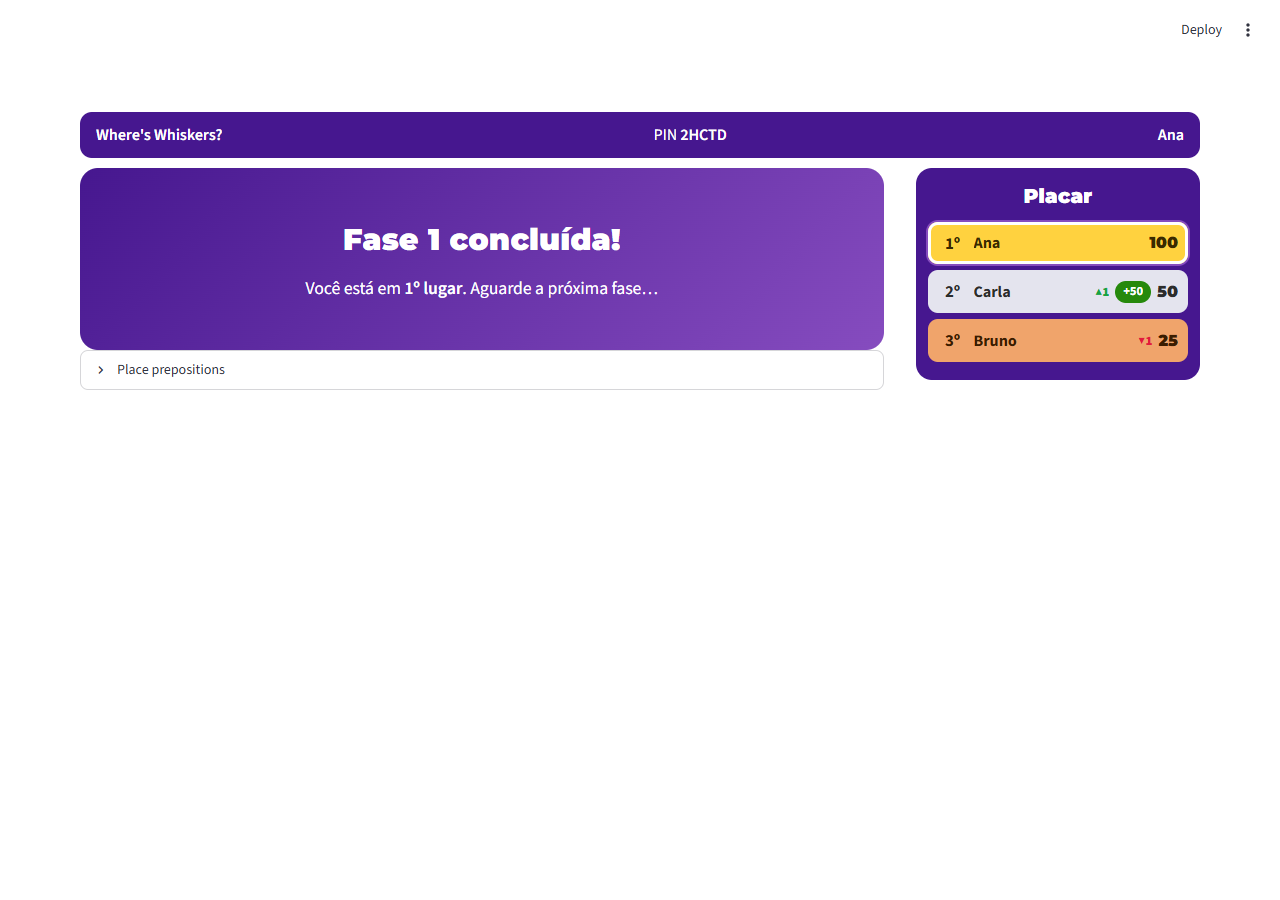 Deploy
Where's Whiskers? PIN 2HCTD Ana
Fase 1 concluída!
Você está em 1º lugar. Aguarde a próxima fase…
Place prepositions
Placar
1º Ana 100
2º Carla ▲1 +50 50
3º Bruno ▼1 25